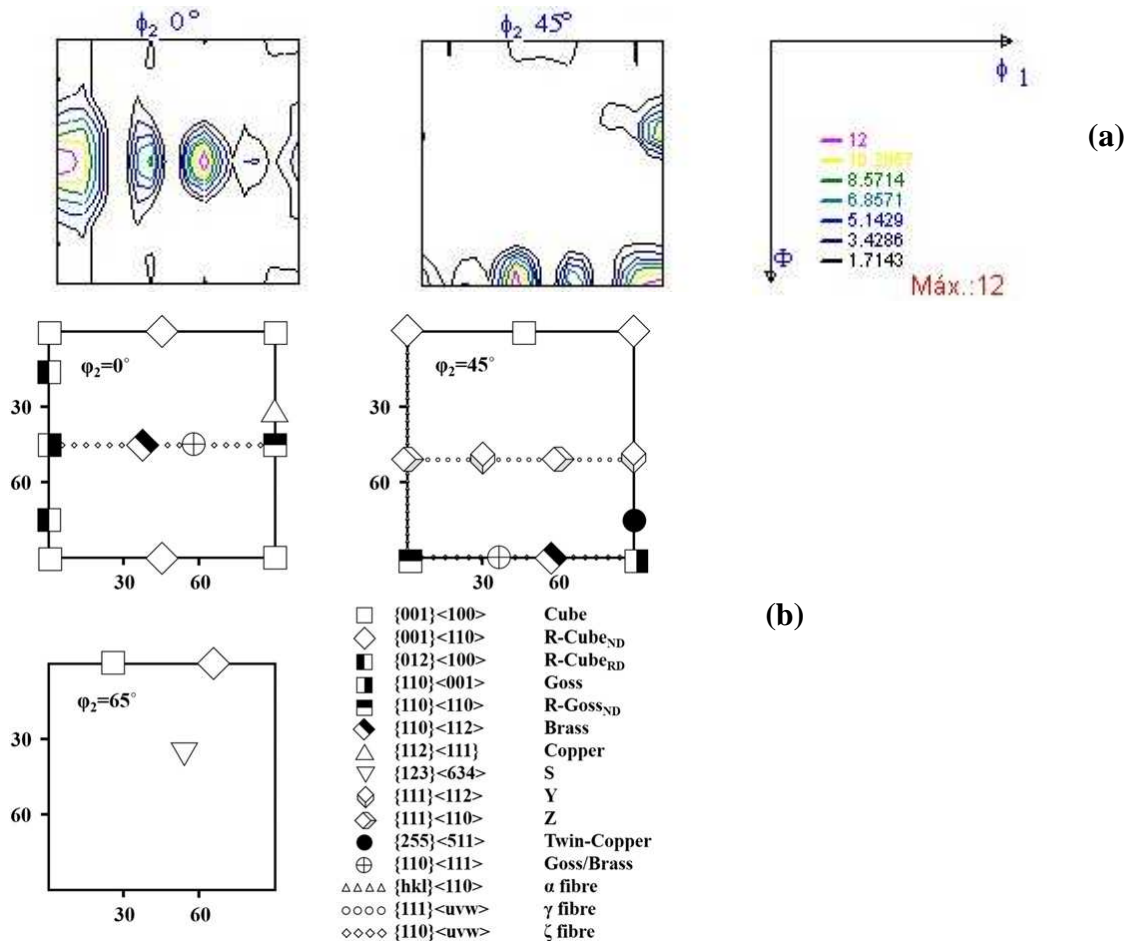 ϕ₂ 0°
ϕ₂ 45°
ϕ 1
Φ
12
10.2857
8.5714
6.8571
5.1429
3.4286
1.7143
Máx.:12
(a)
φ₂=0°
30
60
30 60
φ₂=45°
30
60
30 60
φ₂=65°
30
60
30 60
{001}<100> Cube
{001}<110> R-CubeND
{012}<100> R-CubeRD
{110}<001> Goss
{110}<110> R-GossND
{110}<112> Brass
{112}<111} Copper
{123}<634> S
{111}<112> Y
{111}<110> Z
{255}<511> Twin-Copper
{110}<111> Goss/Brass
{hkl}<110> α fibre
{111}<uvw> γ fibre
{110}<uvw> ζ fibre
(b)